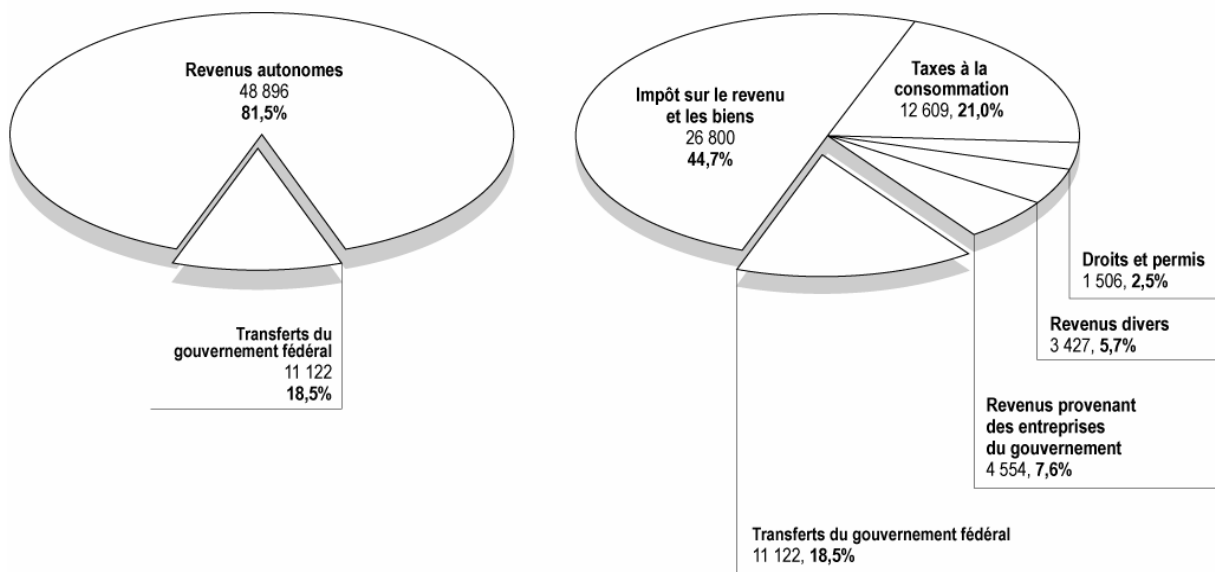 Revenus autonomes
48 896
81,5%
Transferts du
gouvernement fédéral
11 122
18,5%
Impôt sur le revenu
et les biens
26 800
44,7%
Taxes à la
consommation
12 609, 21,0%
Droits et permis
1 506, 2,5%
Revenus divers
3 427, 5,7%
Revenus provenant
des entreprises
du gouvernement
4 554, 7,6%
Transferts du gouvernement fédéral
11 122, 18,5%